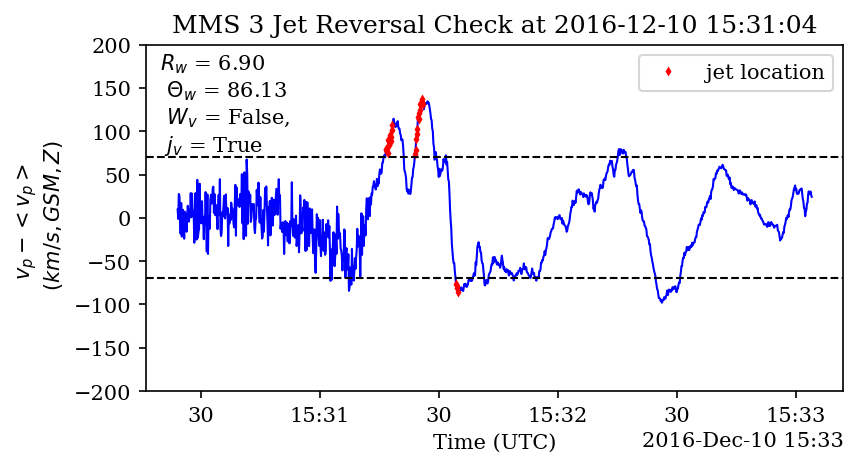 MMS 3 Jet Reversal Check at 2016-12-10 15:31:04
R_w = 6.90
Θ_w = 86.13
W_v = False,
j_v = True
jet location
v_p − < v_p >
(km/s, GSM, Z)
200
150
100
50
0
−50
−100
−150
−200
30 15:31 30 15:32 30 15:33
Time (UTC)
2016-Dec-10 15:33